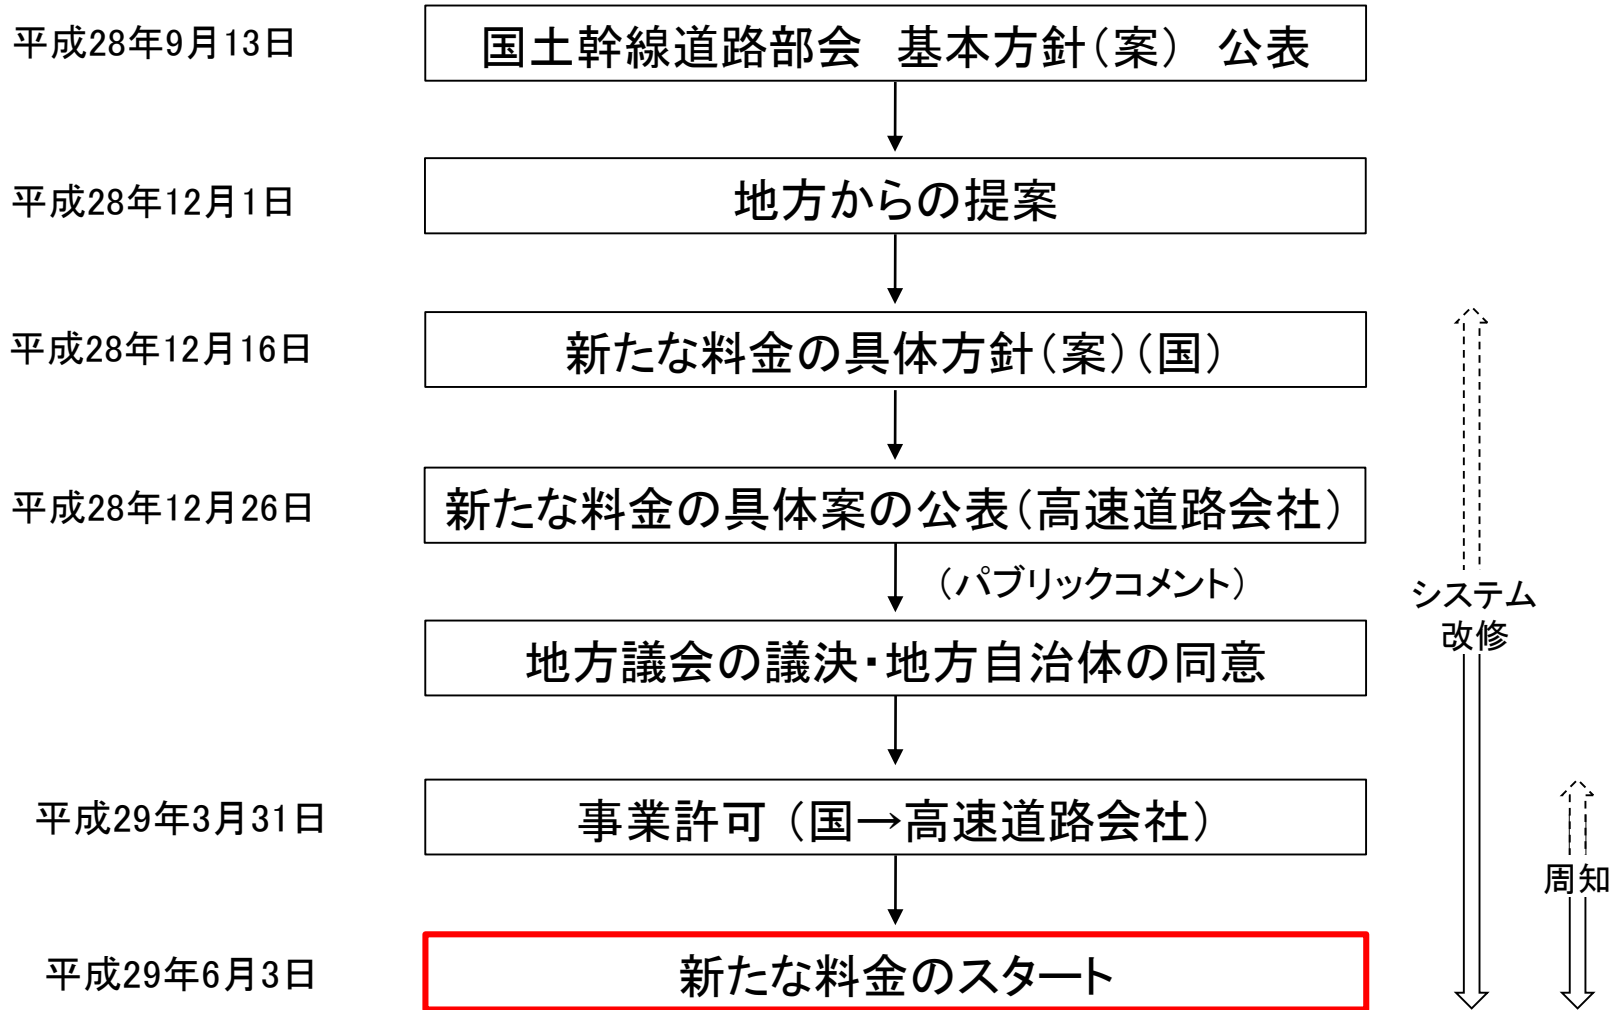 平成28年9月13日
国土幹線道路部会　基本方針（案）　公表
平成28年12月1日
地方からの提案
平成28年12月16日
新たな料金の具体方針（案）（国）
平成28年12月26日
新たな料金の具体案の公表（高速道路会社）
（パブリックコメント）
システム
改修
地方議会の議決・地方自治体の同意
平成29年3月31日
事業許可（国→高速道路会社）
周知
平成29年6月3日
新たな料金のスタート